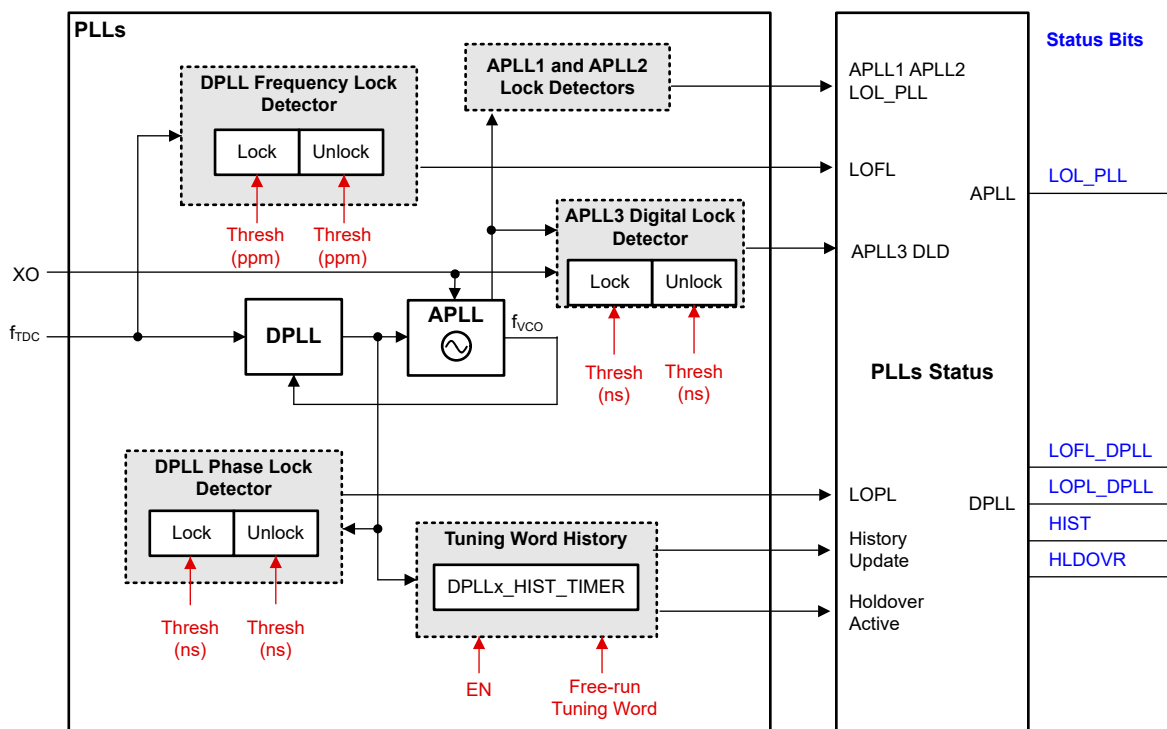 PLLs
DPLL Frequency Lock
Detector
Lock
Unlock
Thresh
(ppm)
Thresh
(ppm)
APLL1 and APLL2
Lock Detectors
APLL3 Digital Lock
Detector
Lock
Unlock
Thresh
(ns)
Thresh
(ns)
XO
fTDC
DPLL
APLL
fVCO
DPLL Phase Lock
Detector
Lock
Unlock
Thresh
(ns)
Thresh
(ns)
Tuning Word History
DPLLx_HIST_TIMER
EN
Free-run
Tuning Word
APLL1 APLL2
LOL_PLL
LOFL
APLL
APLL3 DLD
PLLs Status
LOPL
DPLL
History
Update
Holdover
Active
Status Bits
LOL_PLL
LOFL_DPLL
LOPL_DPLL
HIST
HLDOVR